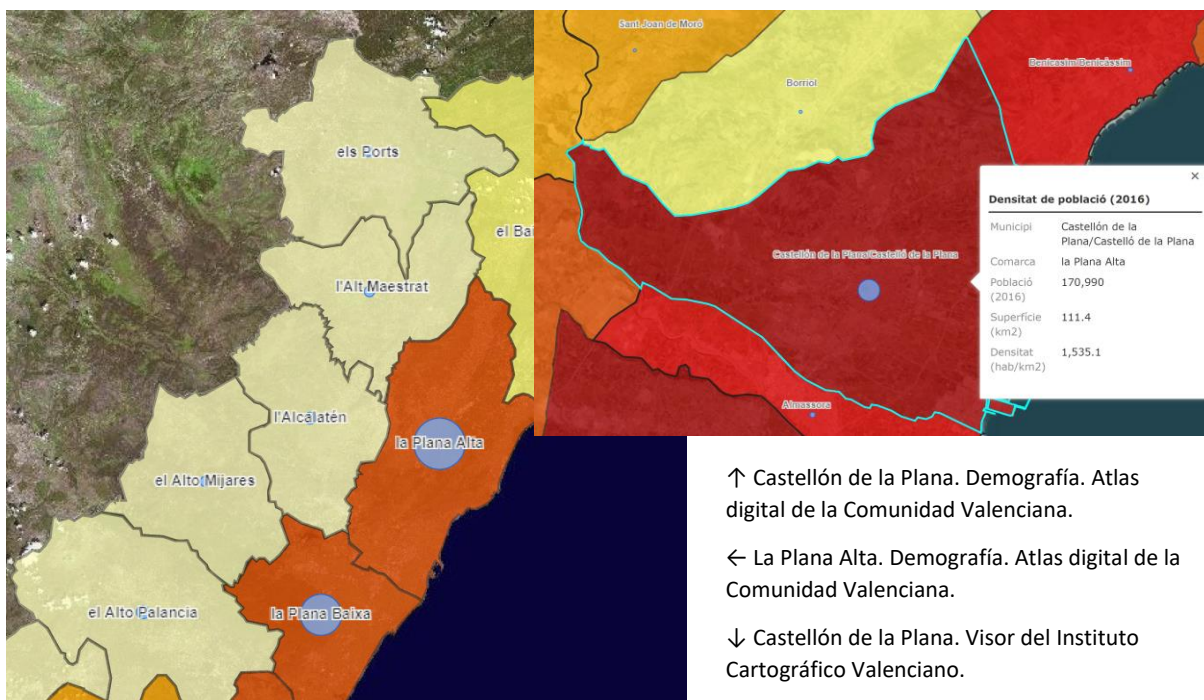 els Ports
el Bai
l'Alt Maestrat
l'Alcalatén
la Plana Alta
el Alto Mijares
el Alto Palancia
la Plana Baixa
Sant Joan de Moró
Benicasim/Benicàssim
Borriol
Castellón de la Plana/Castelló de la Plana
Almassora
×
Densitat de població (2016)
Municipi Castellón de la
Plana/Castelló de la Plana
Comarca la Plana Alta
Població 170,990
(2016)
Superfície 111.4
(km2)
Densitat 1,535.1
(hab/km2)
↑ Castellón de la Plana. Demografía. Atlas
digital de la Comunidad Valenciana.
← La Plana Alta. Demografía. Atlas digital de la
Comunidad Valenciana.
↓ Castellón de la Plana. Visor del Instituto
Cartográfico Valenciano.